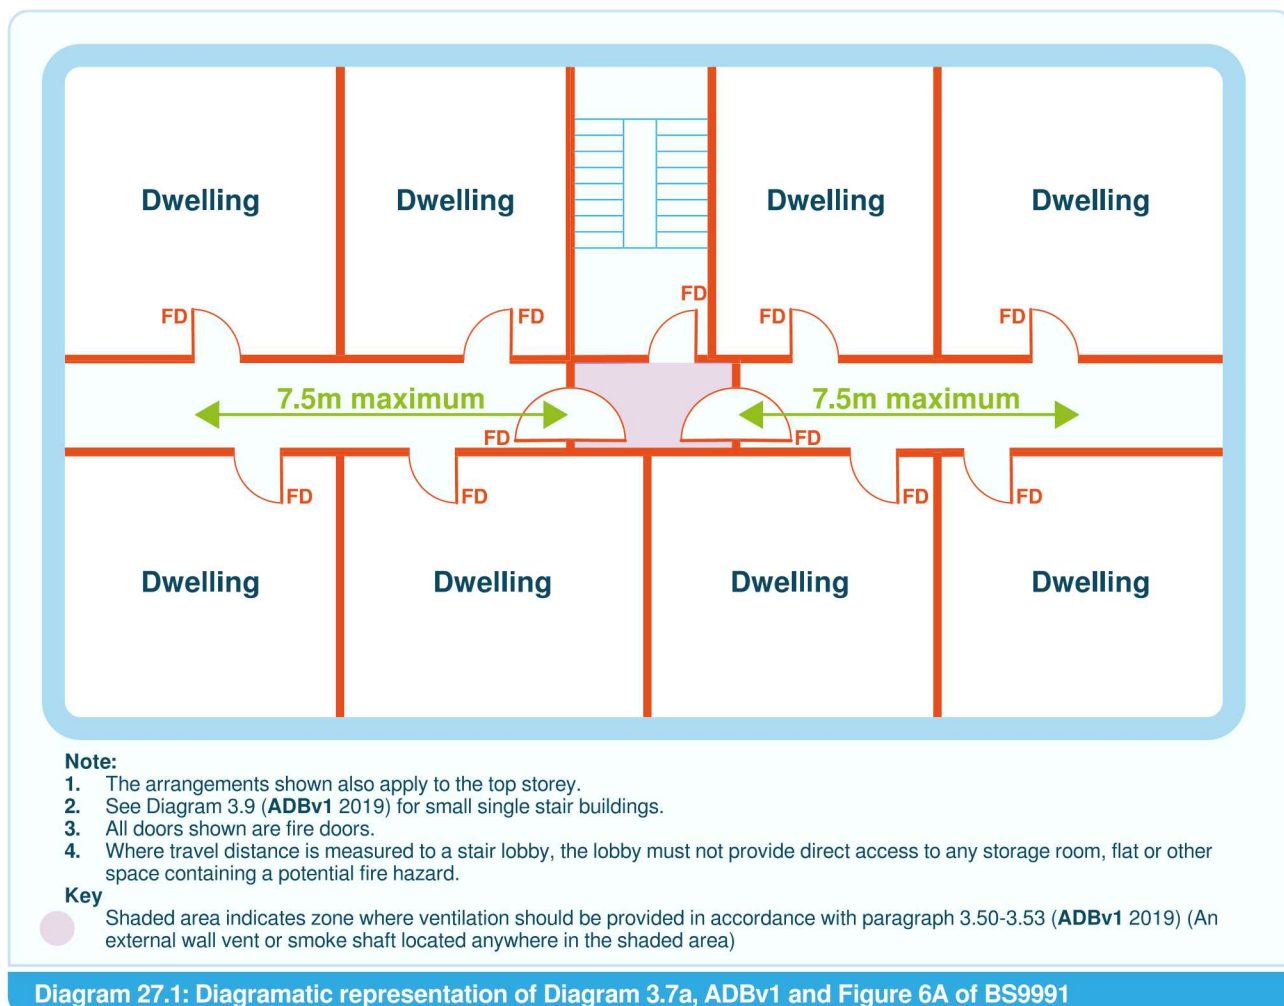 Dwelling Dwelling Dwelling Dwelling
FD
FD FD FD FD
7.5m maximum 7.5m maximum
FD FD
FD FD FD FD
Dwelling Dwelling Dwelling Dwelling
Note:
1. The arrangements shown also apply to the top storey.
2. See Diagram 3.9 (ADBv1 2019) for small single stair buildings.
3. All doors shown are fire doors.
4. Where travel distance is measured to a stair lobby, the lobby must not provide direct access to any storage room, flat or other
space containing a potential fire hazard.
Key
Shaded area indicates zone where ventilation should be provided in accordance with paragraph 3.50-3.53 (ADBv1 2019) (An
external wall vent or smoke shaft located anywhere in the shaded area)
Diagram 27.1: Diagramatic representation of Diagram 3.7a, ADBv1 and Figure 6A of BS9991